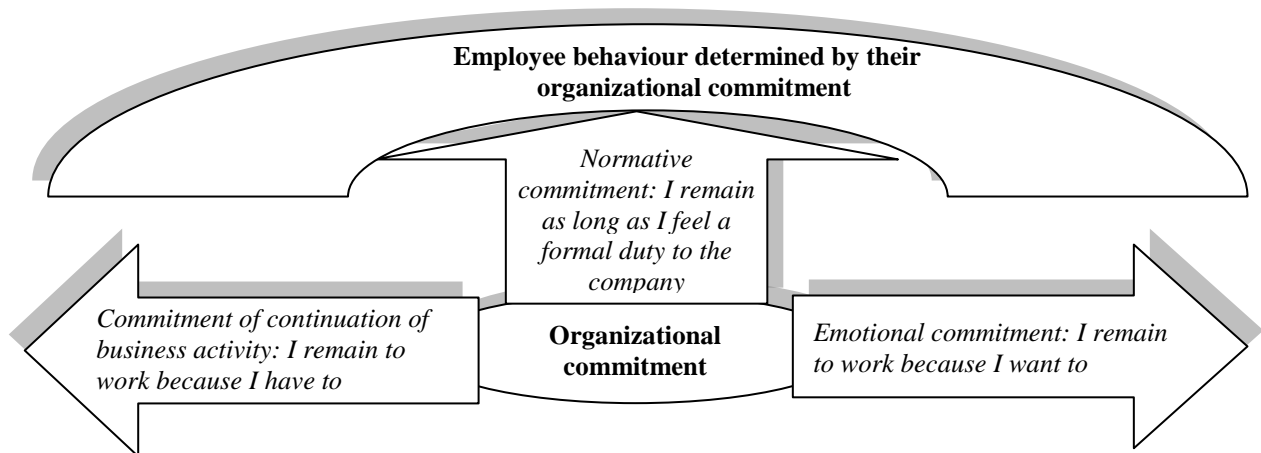 Employee behaviour determined by their
organizational commitment
Normative
commitment: I remain
as long as I feel a
formal duty to the
company
Commitment of continuation of
business activity: I remain to
work because I have to
Organizational
commitment
Emotional commitment: I remain
to work because I want to